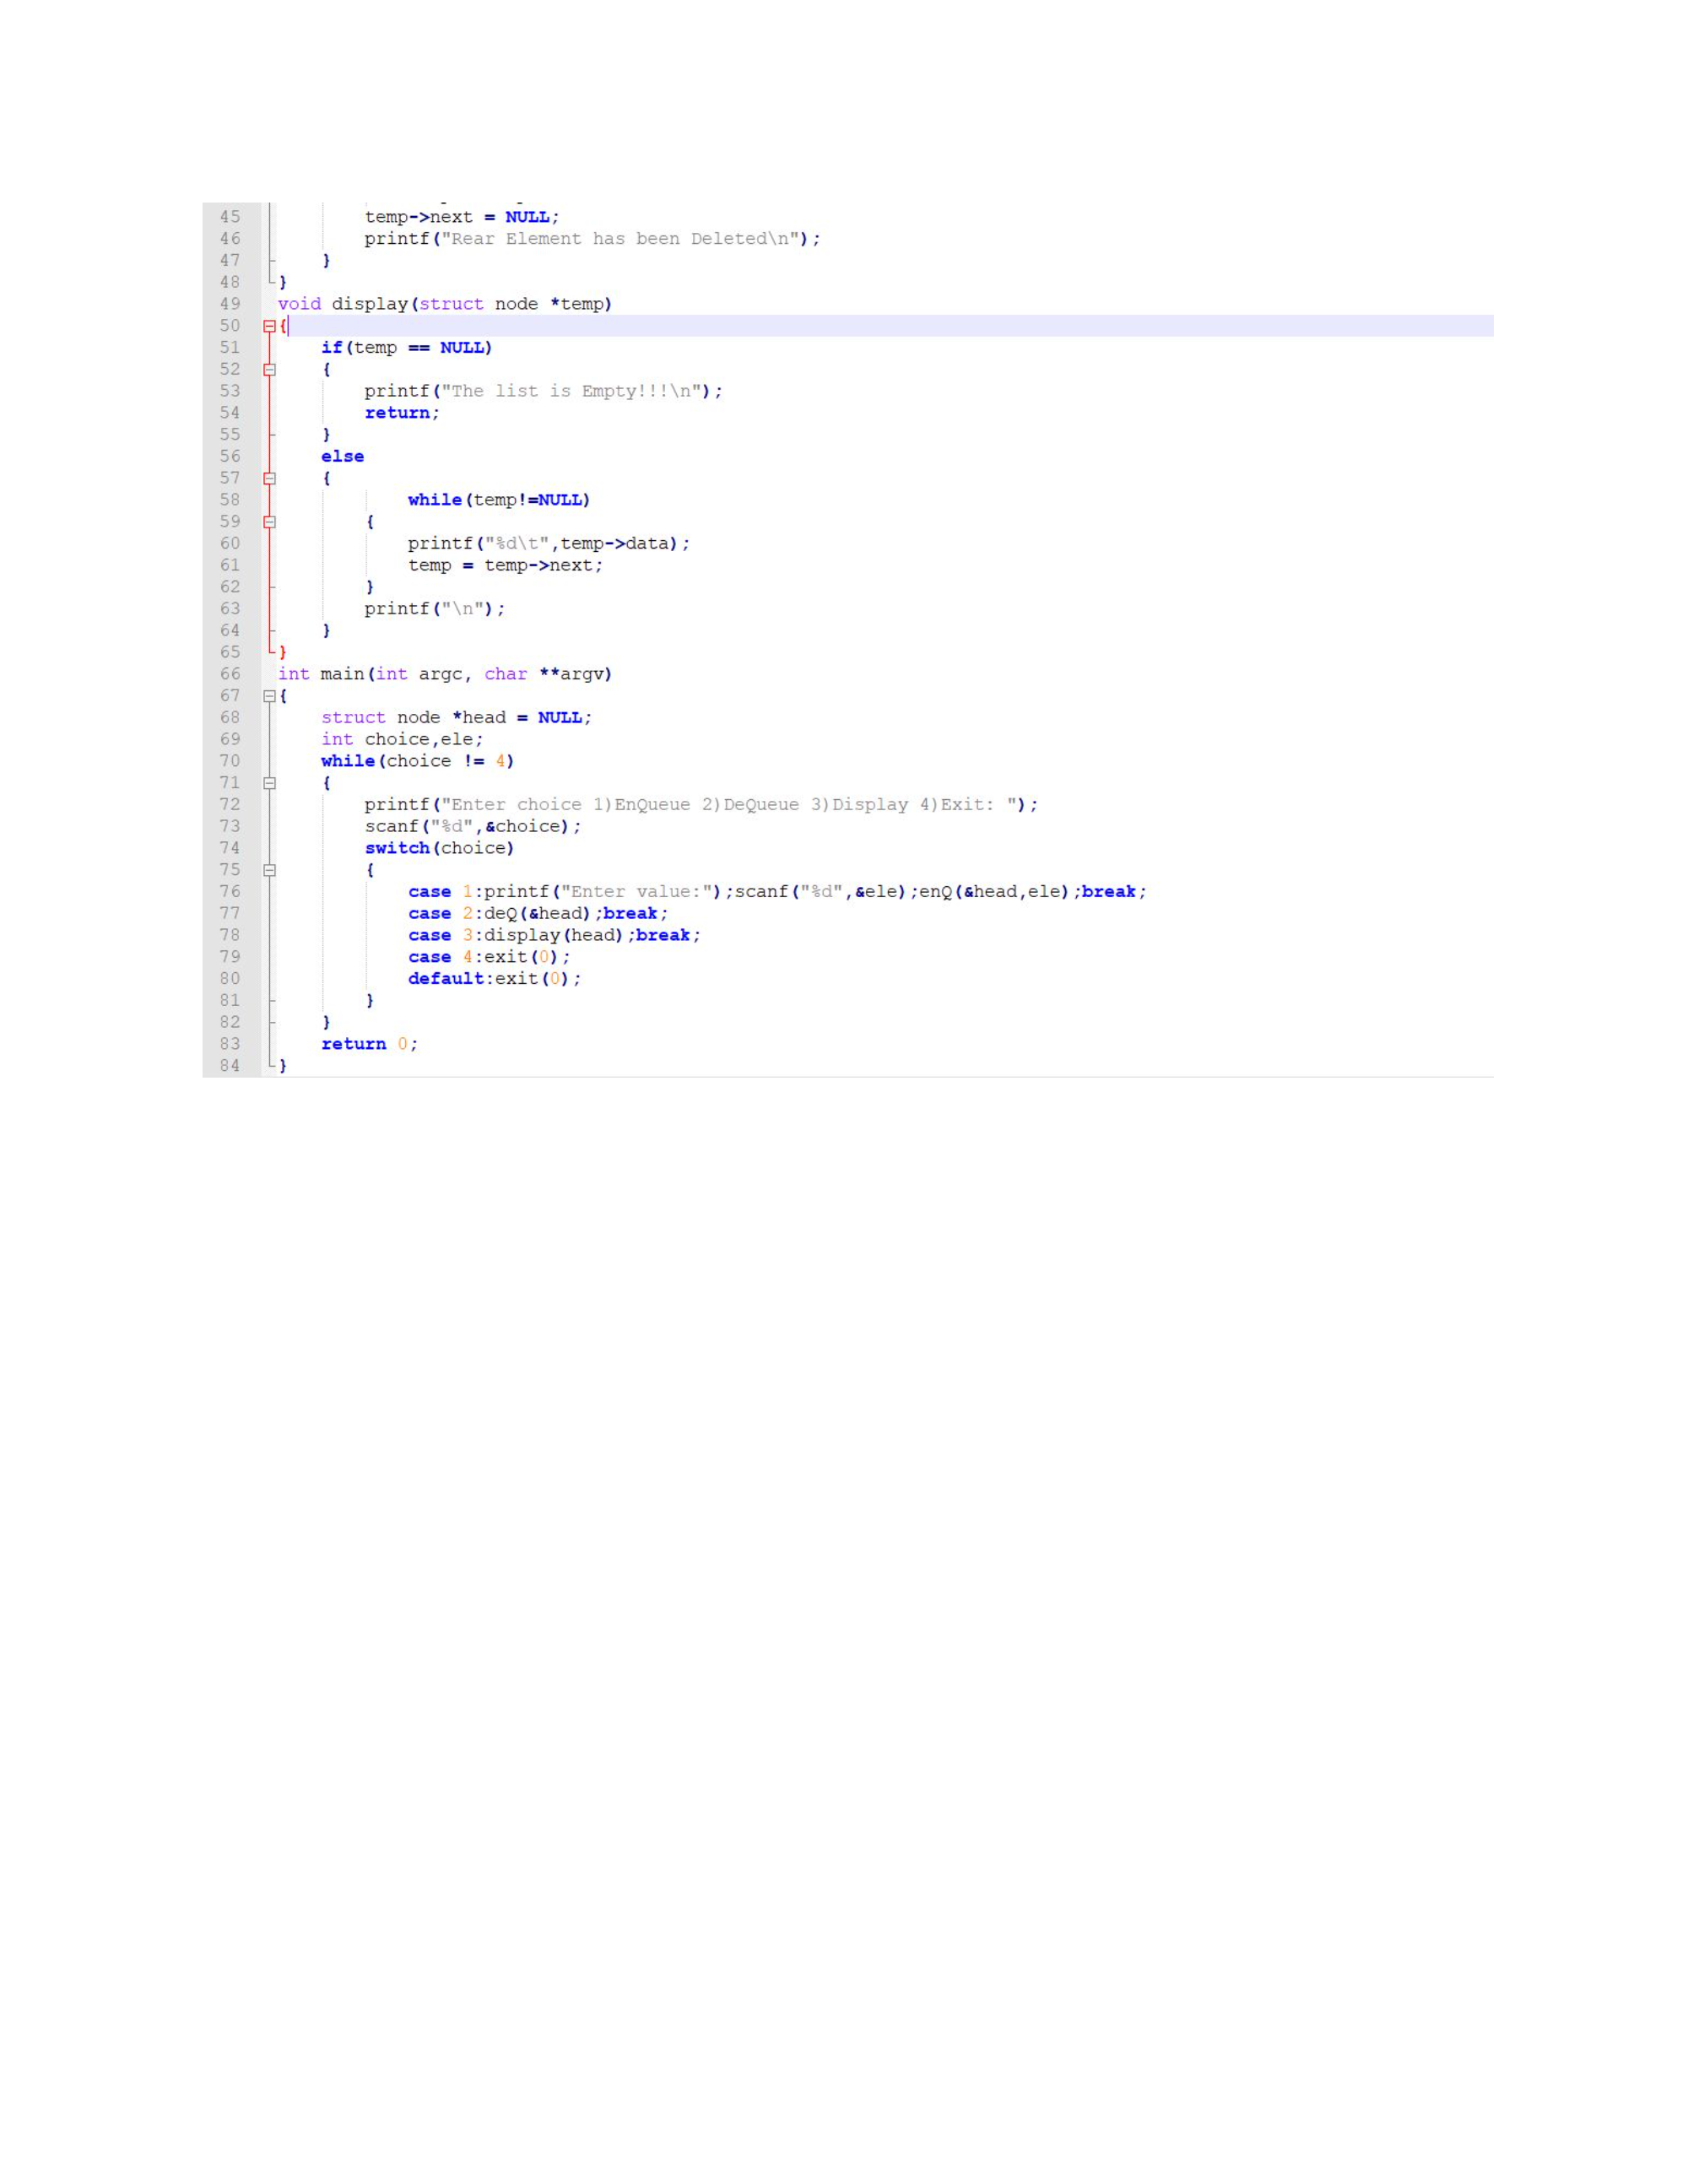 45 temp->next = NULL;
46 printf("Rear Element has been Deleted\n");
47 }
48 }
49 void display(struct node *temp)
50 {
51 if(temp == NULL)
52 {
53 printf("The list is Empty!!!\n");
54 return;
55 }
56 else
57 {
58 while(temp!=NULL)
59 {
60 printf("%d\t",temp->data);
61 temp = temp->next;
62 }
63 printf("\n");
64 }
65 }
66 int main(int argc, char **argv)
67 {
68 struct node *head = NULL;
69 int choice,ele;
70 while(choice != 4)
71 {
72 printf("Enter choice 1)EnQueue 2)DeQueue 3)Display 4)Exit: ");
73 scanf("%d",&choice);
74 switch(choice)
75 {
76 case 1:printf("Enter value:");scanf("%d",&ele);enQ(&head,ele);break;
77 case 2:deQ(&head);break;
78 case 3:display(head);break;
79 case 4:exit(0);
80 default:exit(0);
81 }
82 }
83 return 0;
84 }